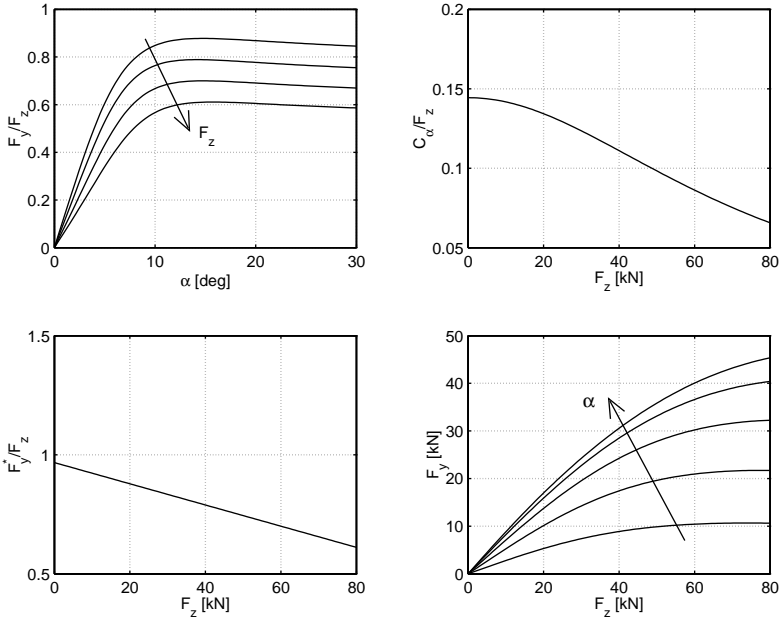 1
0.8
0.6
0.4
0.2
0
F_y/F_z
F_z
0 10 20 30
α [deg]
0.2
0.15
0.1
0.05
C_α/F_z
0 20 40 60 80
F_z [kN]
1.5
1
0.5
F_y^*/F_z
0 20 40 60 80
F_z [kN]
50
40
30
20
10
0
F_y [kN]
α
0 20 40 60 80
F_z [kN]